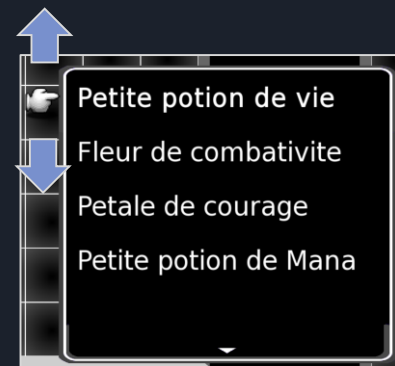 Petite potion de vie
Fleur de combativite
Petale de courage
Petite potion de Mana